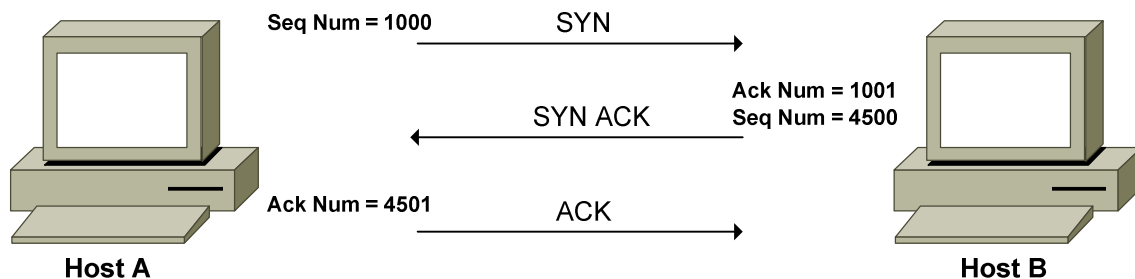 Seq Num = 1000
SYN
Ack Num = 1001
Seq Num = 4500
SYN ACK
Ack Num = 4501
ACK
Host A
Host B